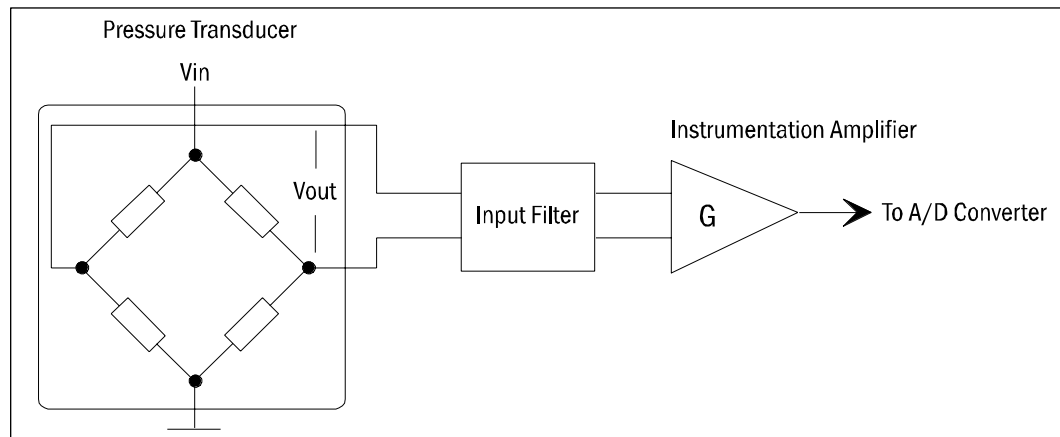 Pressure Transducer
Vin
Vout
Input Filter
Instrumentation Amplifier
G
To A/D Converter